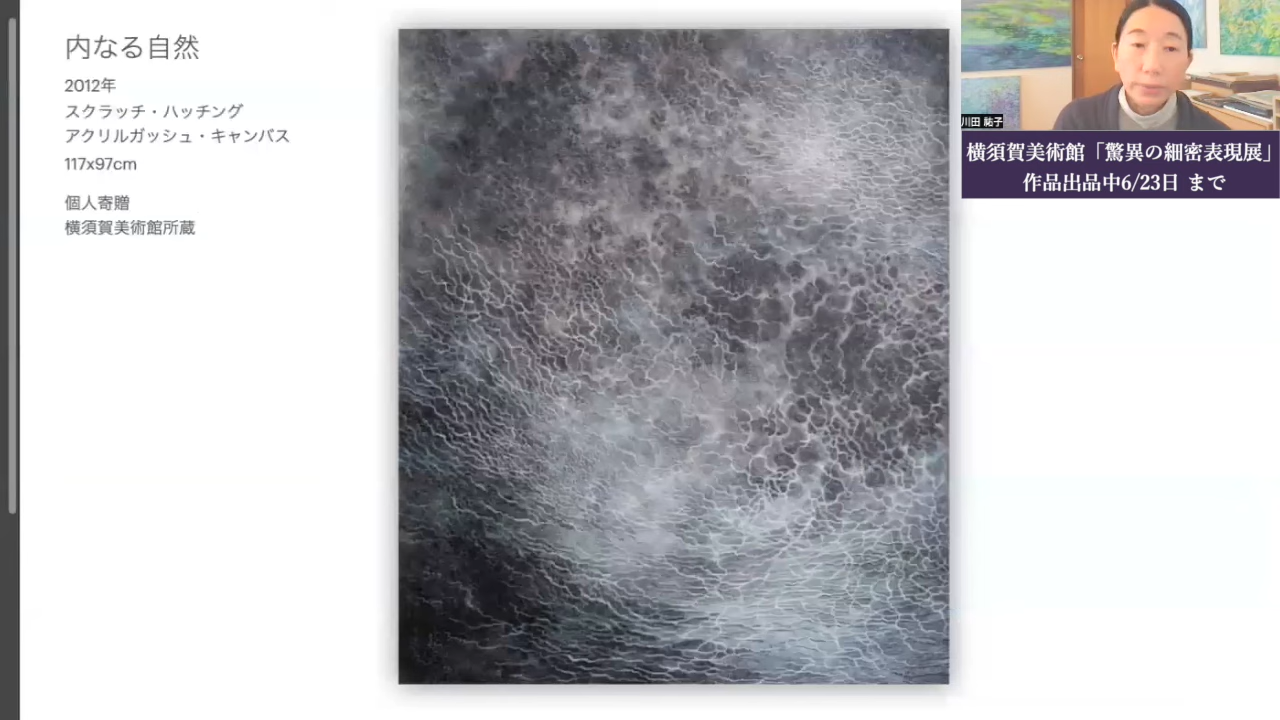 内なる自然
2012年
スクラッチ・ハッチング
アクリルガッシュ・キャンバス
117x97cm
個人寄贈
横須賀美術館所蔵
川田 祐子
横須賀美術館「驚異の細密表現展」
作品出品中6/23日 まで